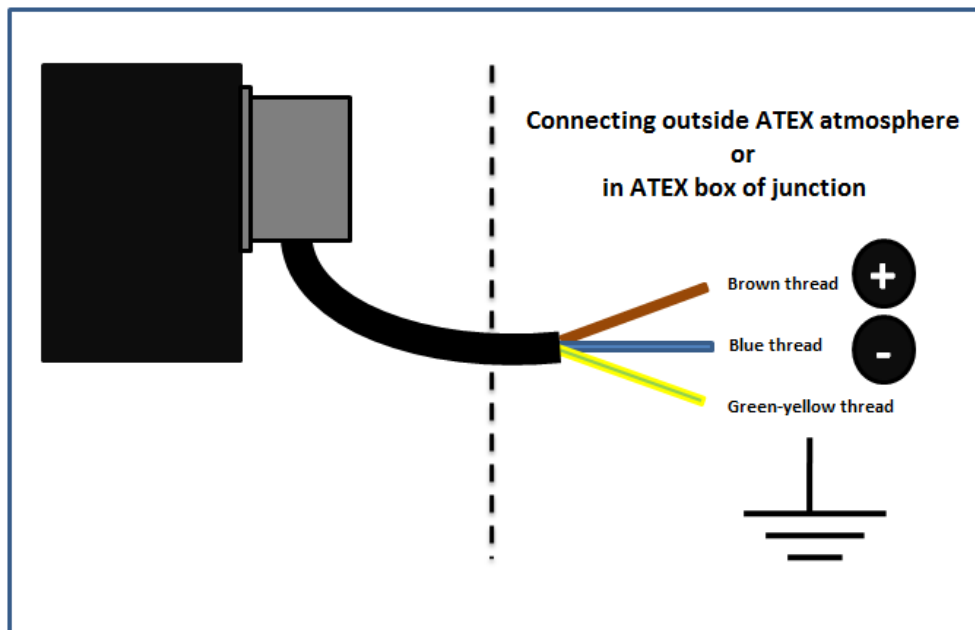 Connecting outside ATEX atmosphere
or
in ATEX box of junction
Brown thread
+
Blue thread
-
Green-yellow thread